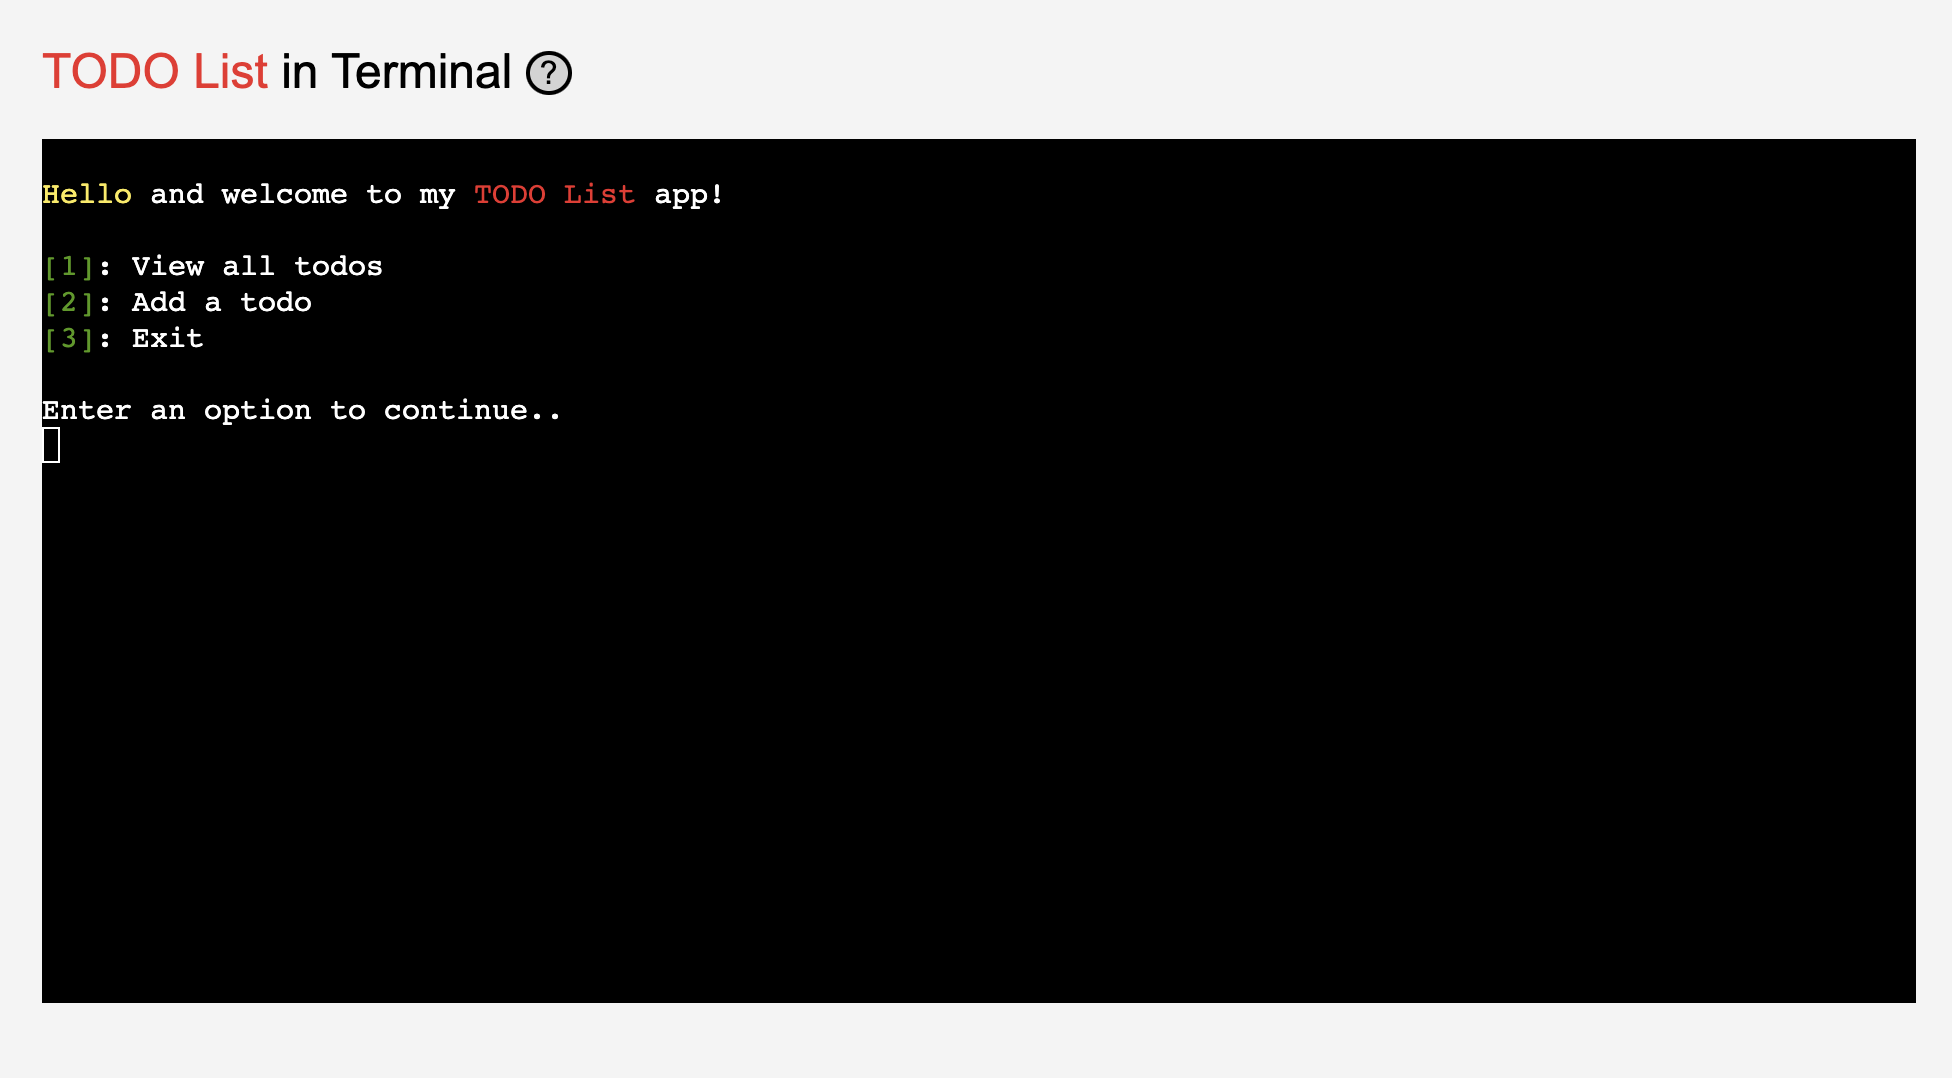 TODO List in Terminal ?
Hello and welcome to my TODO List app!
[1]: View all todos
[2]: Add a todo
[3]: Exit
Enter an option to continue..